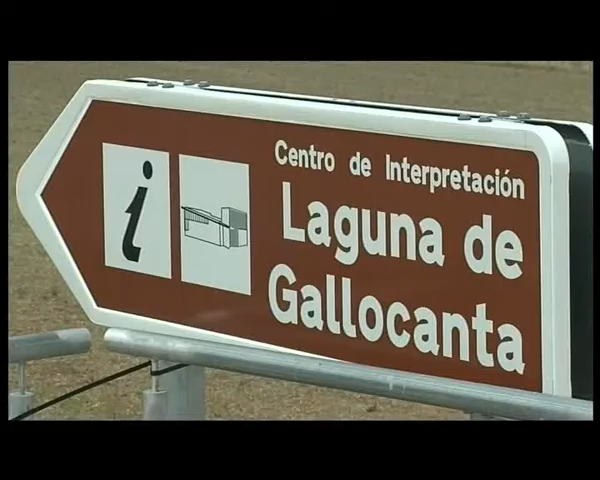 i
Centro de Interpretación
Laguna de
Gallocanta